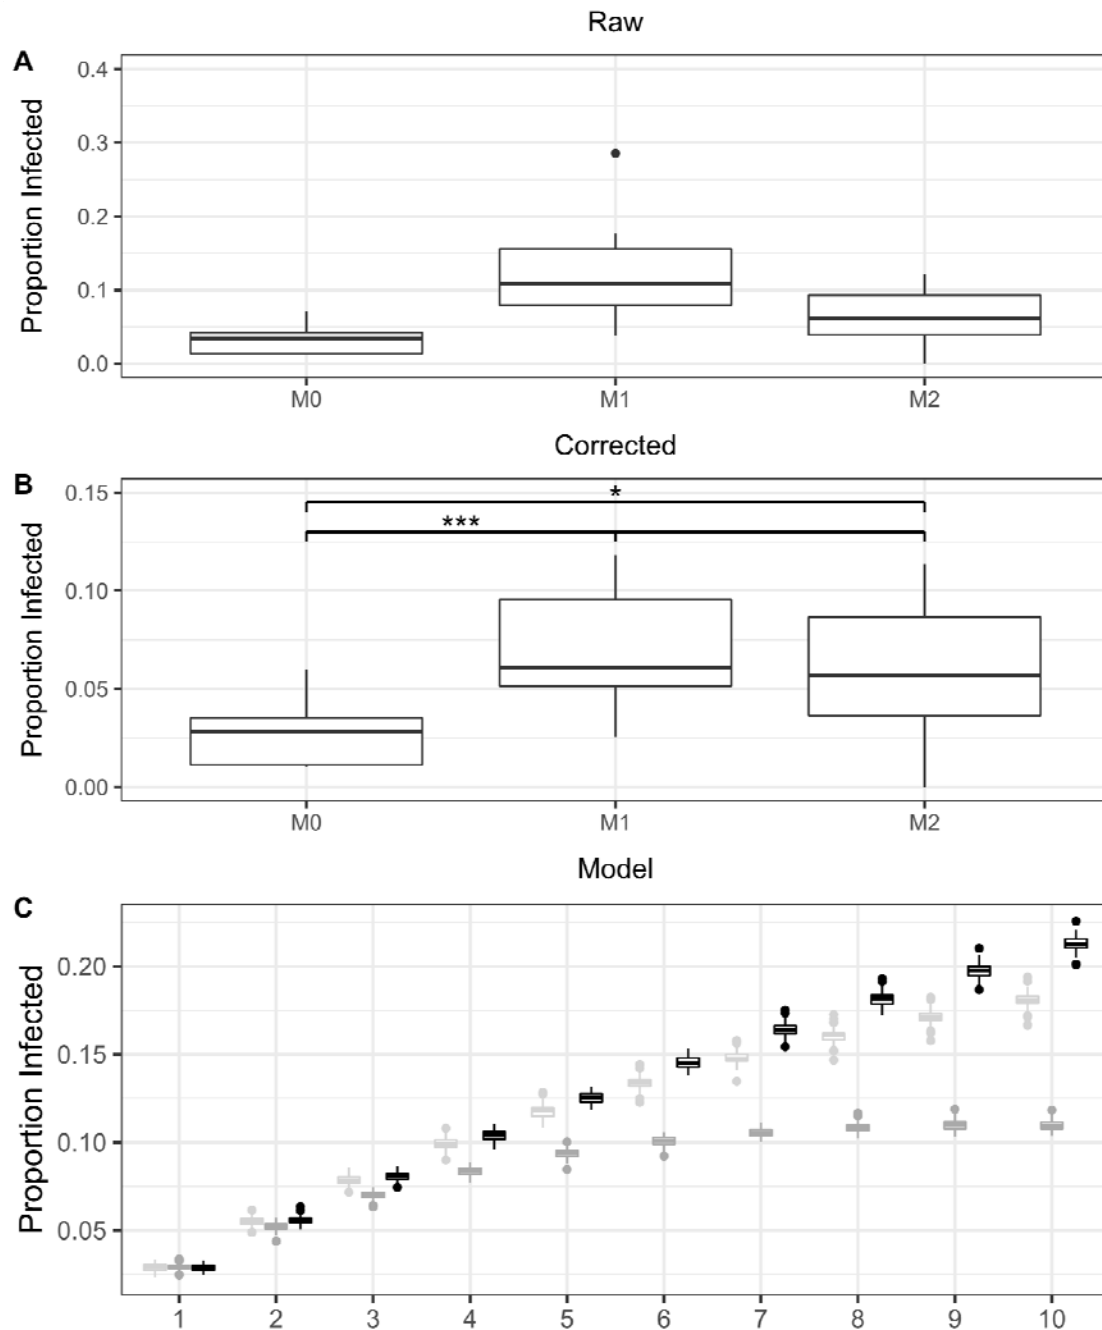 Raw
A
Proportion Infected
0.4
0.3
0.2
0.1
0.0
M0 M1 M2
Corrected
B
Proportion Infected
0.15
0.10
0.05
0.00
*
***
M0 M1 M2
Model
C
Proportion Infected
0.20
0.15
0.10
0.05
1 2 3 4 5 6 7 8 9 10